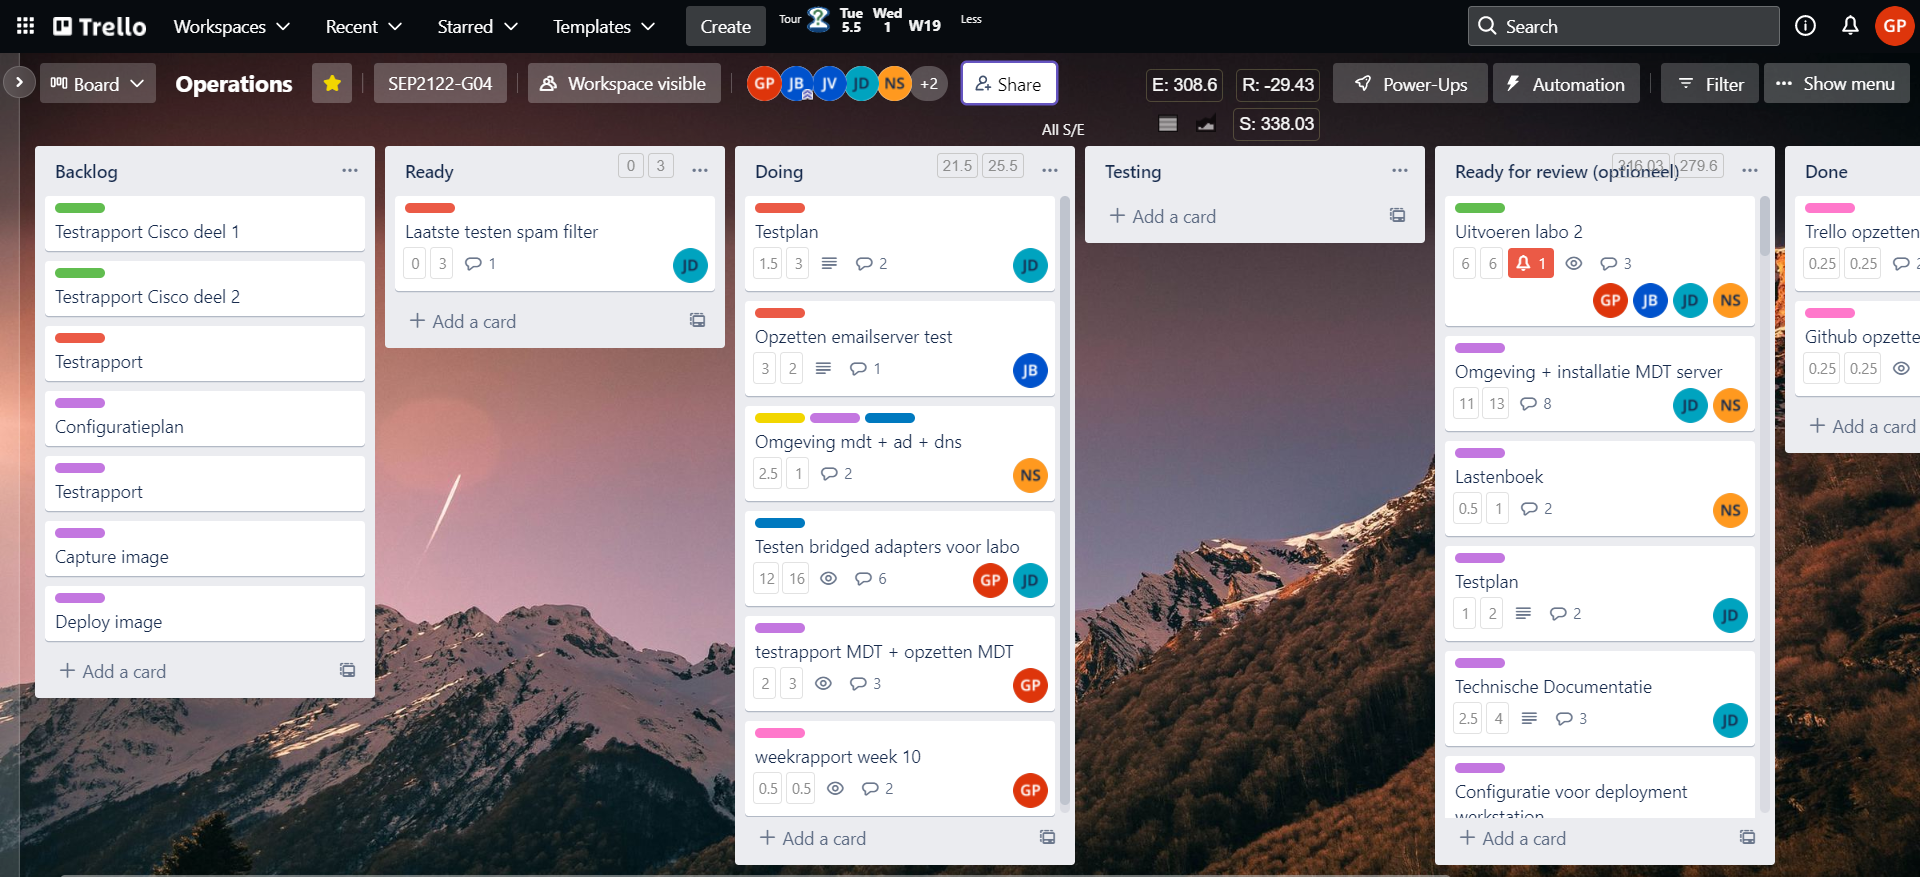 Trello
Workspaces
Recent
Starred
Templates
Create
Tour
Tue
5.5
Wed
1
W19
Less
Search
GP
Board
Operations
SEP2122-G04
Workspace visible
GP
JB
JV
JD
NS
+2
Share
E: 308.6
R: -29.43
S: 338.03
All S/E
Power-Ups
Automation
Filter
Show menu
Backlog
Testrapport Cisco deel 1
Testrapport Cisco deel 2
Testrapport
Configuratieplan
Testrapport
Capture image
Deploy image
+ Add a card
Ready
0 3
Laatste testen spam filter
0 3 1
JD
+ Add a card
Doing
21.5 25.5
Testplan
1.5 3 2
JD
Opzetten emailserver test
3 2 1
JB
Omgeving mdt + ad + dns
2.5 1 2
NS
Testen bridged adapters voor labo
12 16 6
GP JD
testrapport MDT + opzetten MDT
2 3 3
GP
weekrapport week 10
0.5 0.5 2
GP
+ Add a card
Testing
+ Add a card
Ready for review (optioneel)
316.03 279.6
Uitvoeren labo 2
6 6 1 3
GP JB JD NS
Omgeving + installatie MDT server
11 13 8
JD NS
Lastenboek
0.5 1 2
NS
Testplan
1 2 2
JD
Technische Documentatie
2.5 4 3
JD
Configuratie voor deployment
werkstation
+ Add a card
Done
Trello opzetten
0.25 0.25
Github opzette
0.25 0.25
+ Add a card